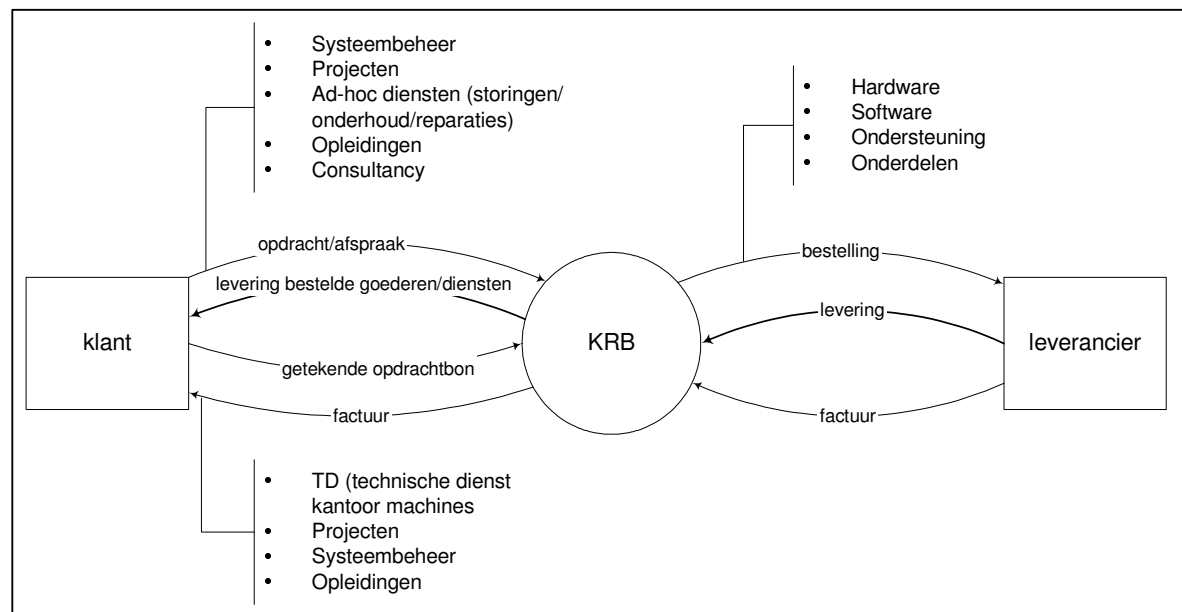 • Systeembeheer
• Projecten
• Ad-hoc diensten (storingen/
onderhoud/reparaties)
• Opleidingen
• Consultancy
• Hardware
• Software
• Ondersteuning
• Onderdelen
opdracht/afspraak
bestelling
levering bestelde goederen/diensten
levering
klant
KRB
leverancier
getekende opdrachtbon
factuur
factuur
• TD (technische dienst
kantoor machines
• Projecten
• Systeembeheer
• Opleidingen